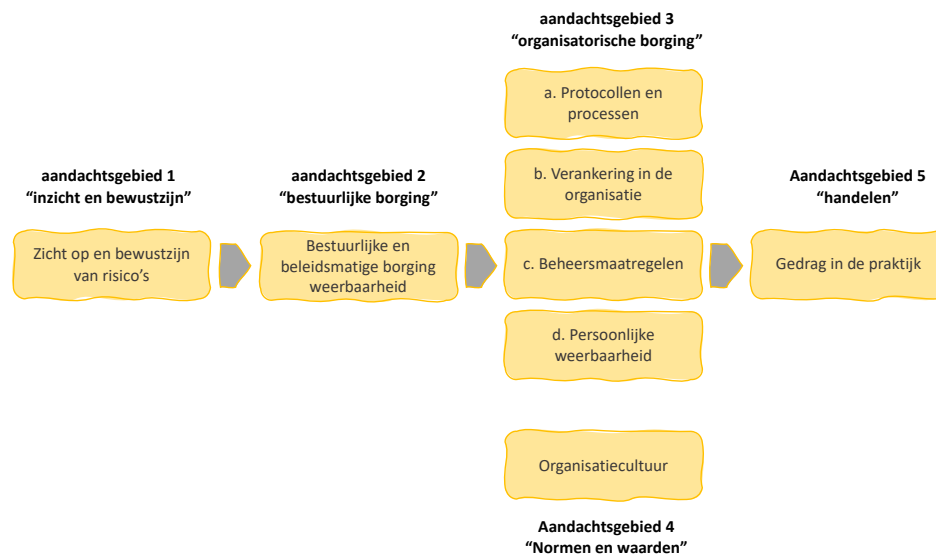 aandachtsgebied 1
“inzicht en bewustzijn”
Zicht op en bewustzijn
van risico’s
aandachtsgebied 2
“bestuurlijke borging”
Bestuurlijke en
beleidsmatige borging
weerbaarheid
aandachtsgebied 3
“organisatorische borging”
a. Protocollen en
processen
b. Verankering in de
organisatie
c. Beheersmaatregelen
d. Persoonlijke
weerbaarheid
Organisatiecultuur
Aandachtsgebied 4
“Normen en waarden”
Aandachtsgebied 5
“handelen”
Gedrag in de praktijk